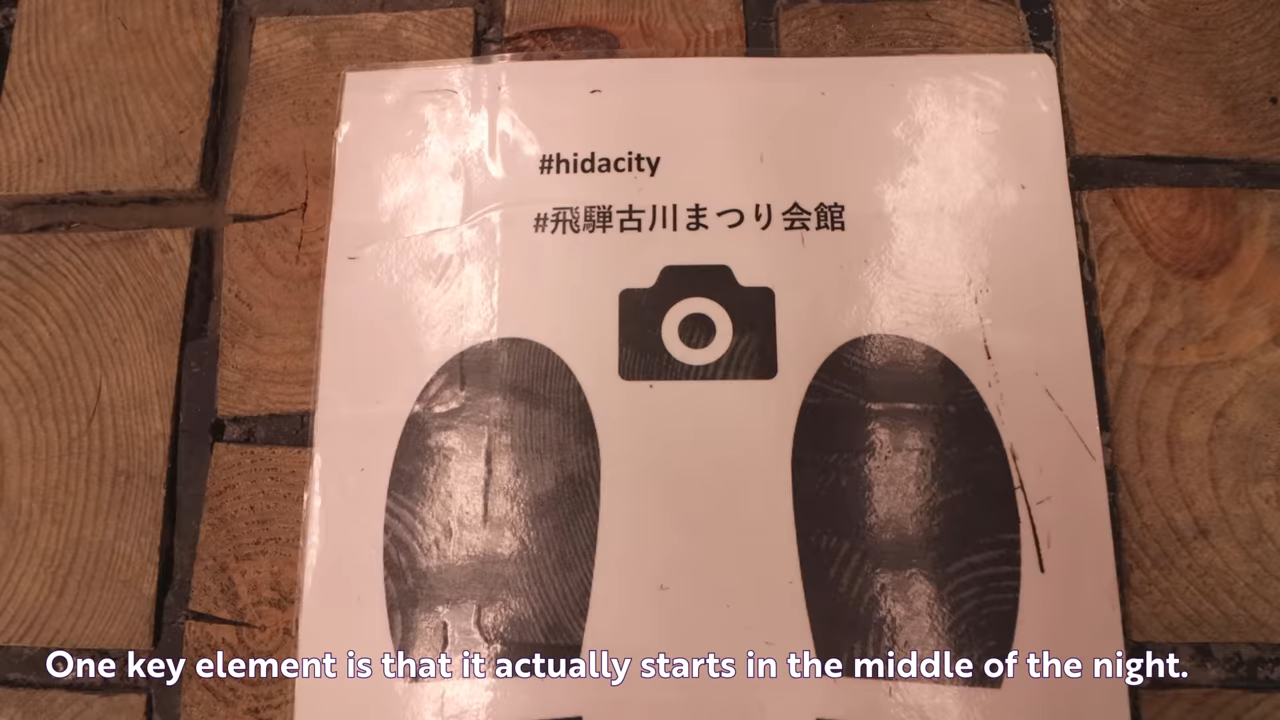 #hidacity
#飛騨古川まつり会館
One key element is that it actually starts in the middle of the night.